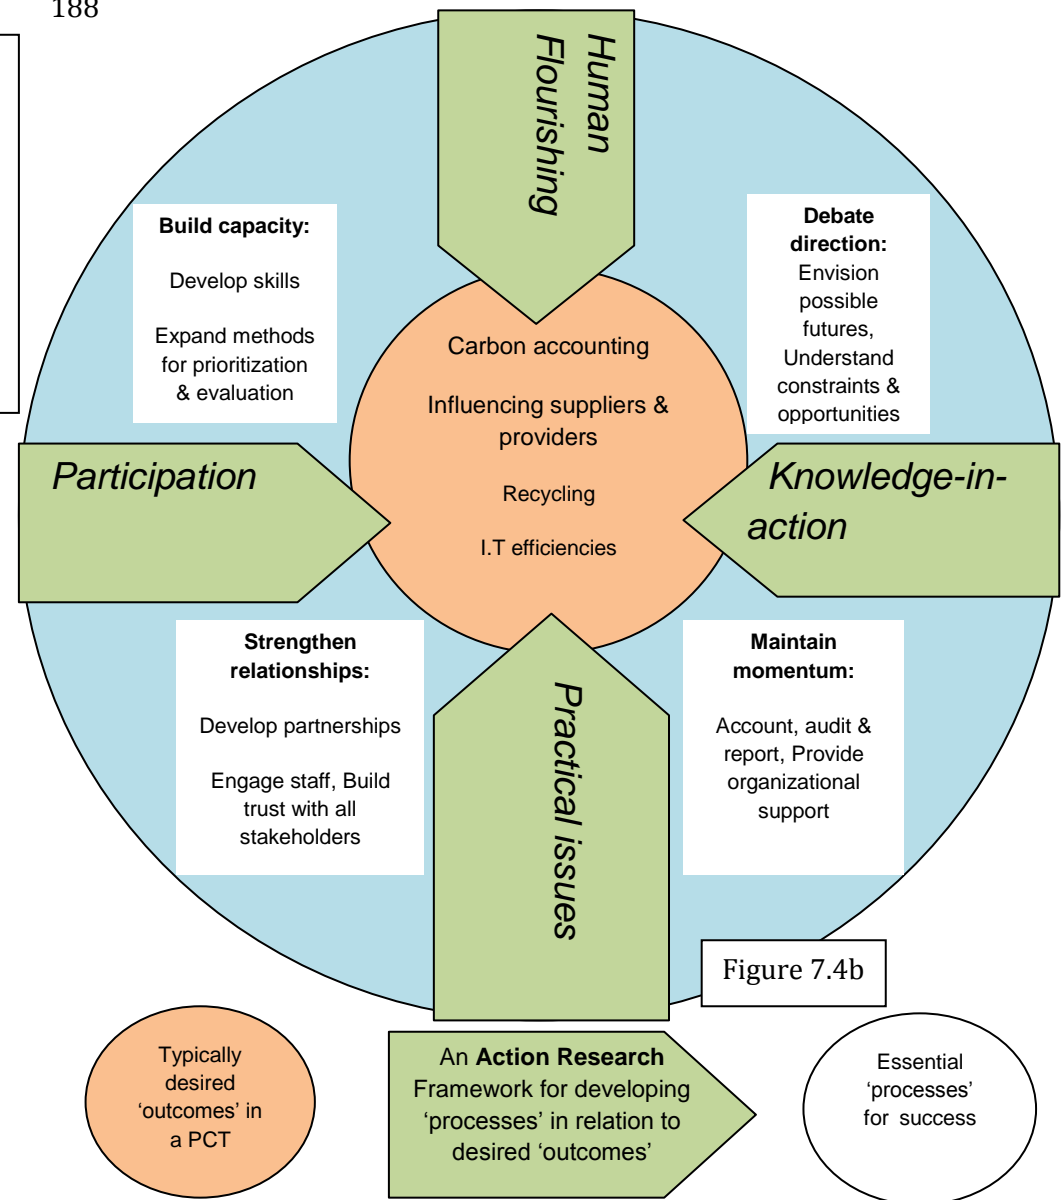 188
Human
Flourishing
Build capacity:
Develop skills
Expand methods
for prioritization
& evaluation
Debate
direction:
Envision
possible
futures,
Understand
constraints &
opportunities
Carbon accounting
Influencing suppliers &
providers
Recycling
I.T efficiencies
Participation
Knowledge-in-
action
Strengthen
relationships:
Develop partnerships
Engage staff, Build
trust with all
stakeholders
Practical issues
Maintain
momentum:
Account, audit &
report, Provide
organizational
support
Figure 7.4b
Typically
desired
‘outcomes’ in
a PCT
An Action Research
Framework for developing
‘processes’ in relation to
desired ‘outcomes’
Essential
‘processes’
for success